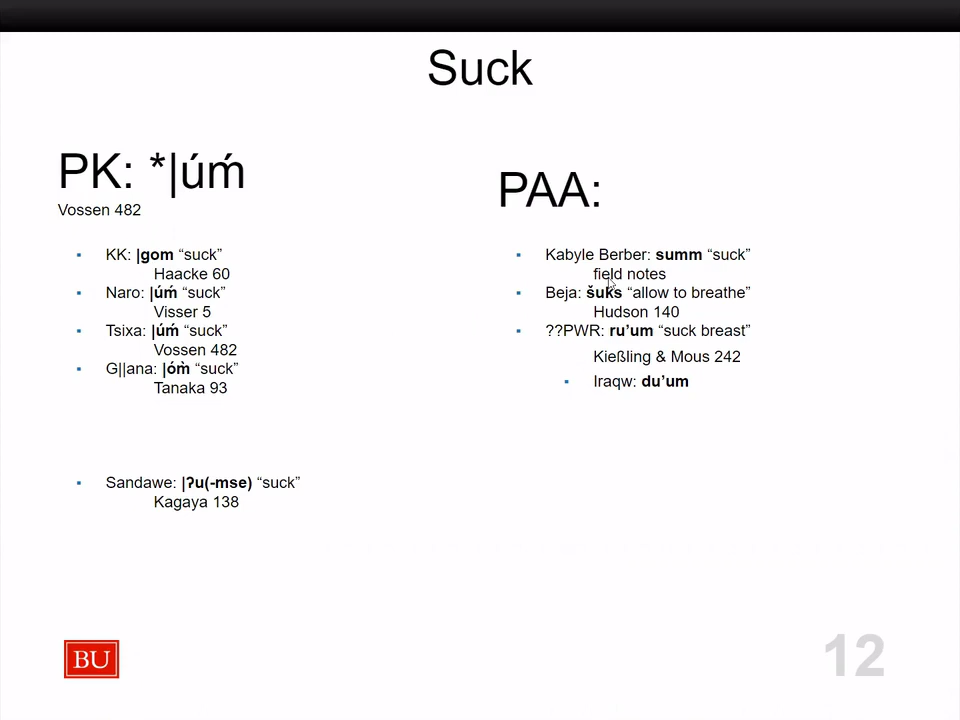 Suck
PK: *|úḿ
Vossen 482
▪ KK: |gom “suck”
Haacke 60
▪ Naro: |úḿ “suck”
Visser 5
▪ Tsixa: |úḿ “suck”
Vossen 482
▪ G||ana: |óm̀ “suck”
Tanaka 93
▪ Sandawe: |ʔu(-mse) “suck”
Kagaya 138
PAA:
▪ Kabyle Berber: summ “suck”
field notes
▪ Beja: šuks “allow to breathe”
Hudson 140
▪ ??PWR: ru’um “suck breast”
Kießling & Mous 242
▪ Iraqw: du’um
BU
12